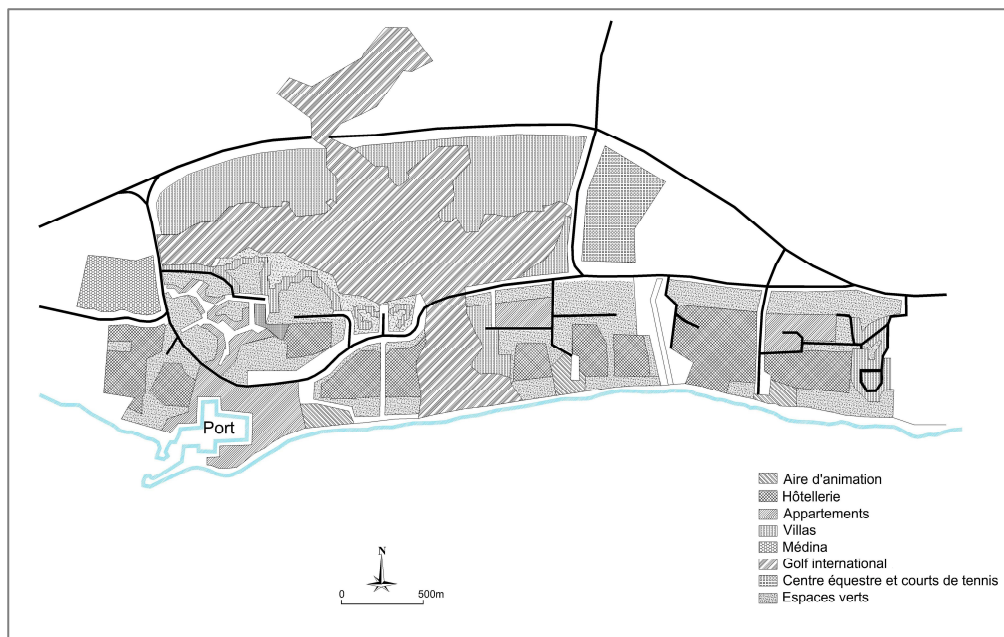 Port
Aire d'animation
Hôtellerie
Appartements
Villas
Médina
Golf international
Centre équestre et courts de tennis
Espaces verts
N
0 500m